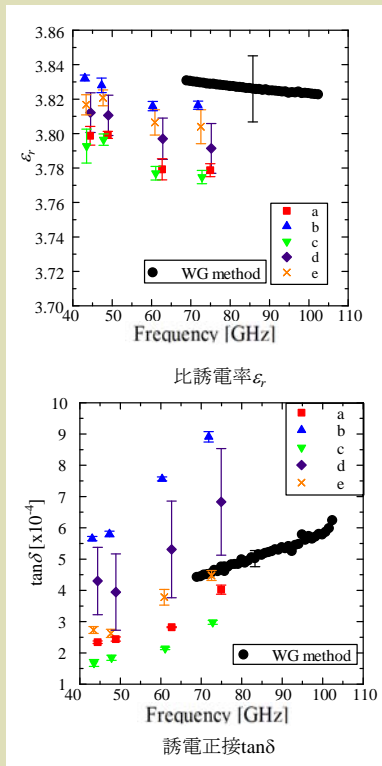 3.86
3.84
3.82
3.80
3.78
3.76
3.74
3.72
3.70
εr
a
b
c
d
e
WG method
40 50 60 70 80 90 100 110
Frequency [GHz]
比誘電率εr
10
9
8
7
6
5
4
3
2
1
tanδ [x10-4]
a
b
c
d
e
WG method
40 50 60 70 80 90 100 110
Frequency [GHz]
誘電正接tanδ